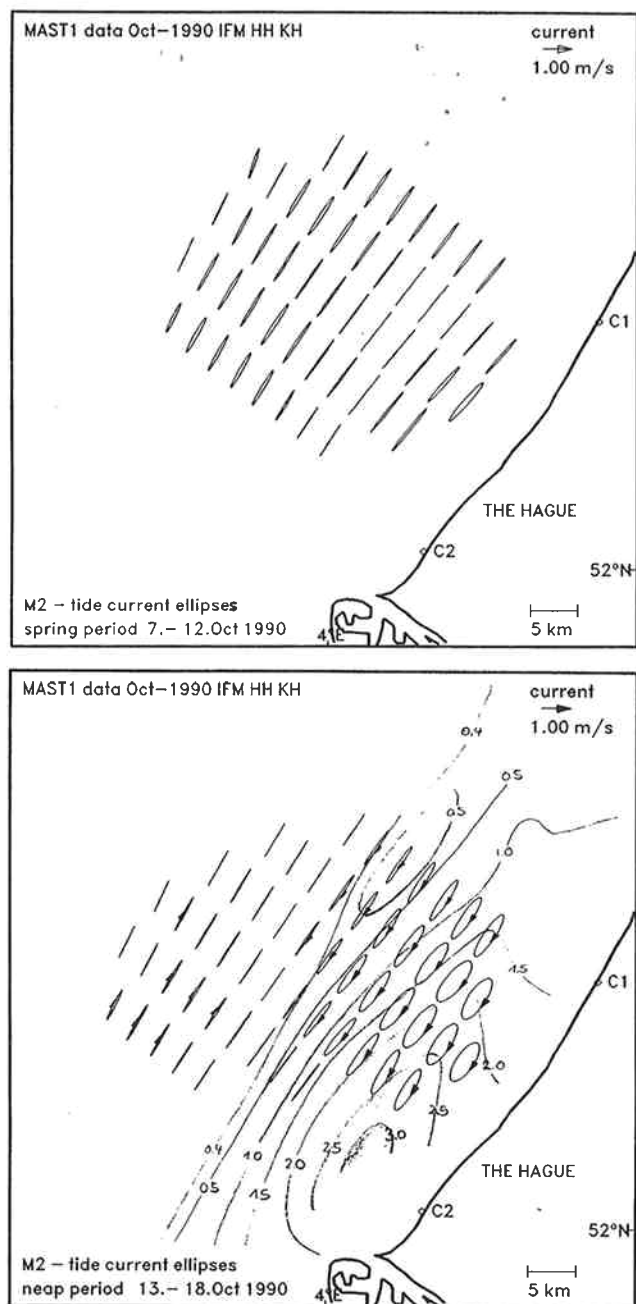 MAST1 data Oct-1990 IFM HH KH
current
1.00 m/s
C1
THE HAGUE
C2
52°N
M2 - tide current ellipses
spring period 7.- 12.Oct 1990
4°E
5 km
MAST1 data Oct-1990 IFM HH KH
current
1.00 m/s
0.4
0.5
0.5
1.0
1.5
C1
2.0
2.5
3.0
2.5
2.0
0.4
1.0
0.5
1.5
THE HAGUE
C2
52°N
M2 - tide current ellipses
neap period 13.- 18.Oct 1990
4°E
5 km